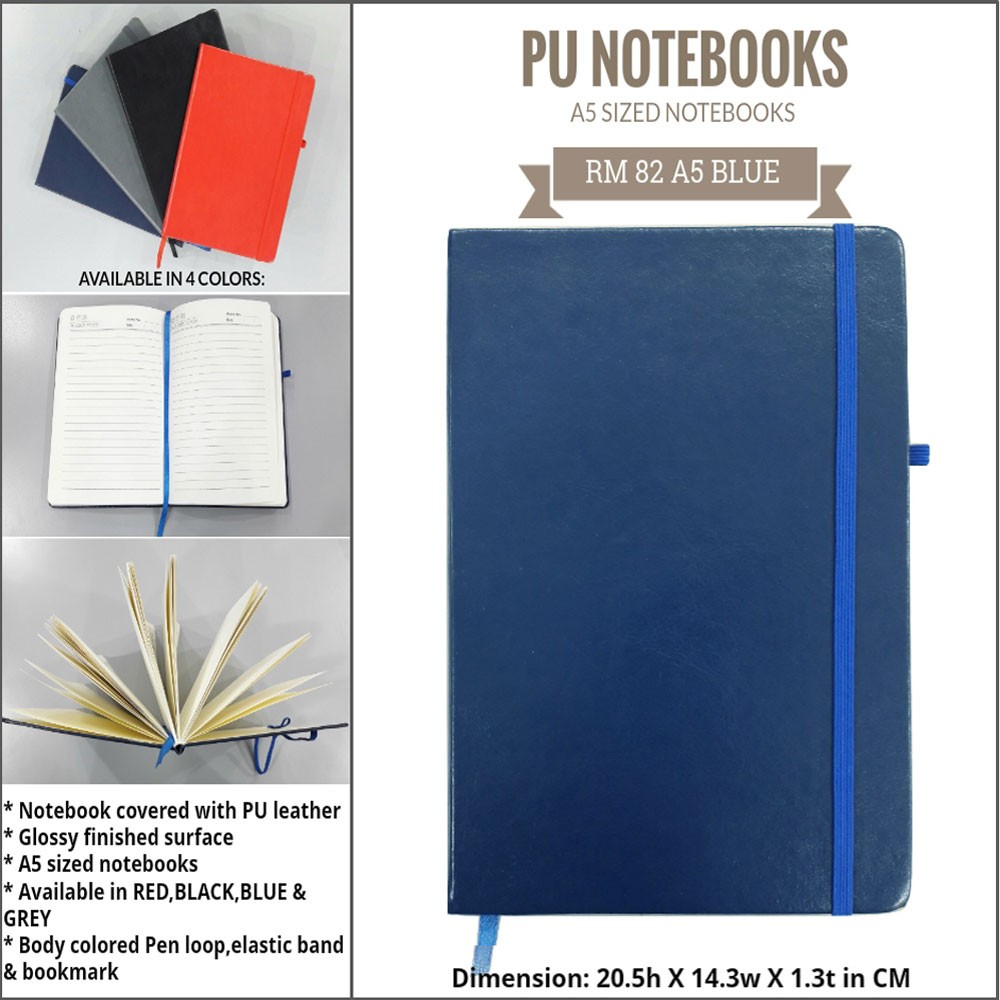 PU NOTEBOOKS
A5 SIZED NOTEBOOKS
RM 82 A5 BLUE
AVAILABLE IN 4 COLORS:
* Notebook covered with PU leather
* Glossy finished surface
* A5 sized notebooks
* Available in RED,BLACK,BLUE &
GREY
* Body colored Pen loop,elastic band
& bookmark
Dimension: 20.5h X 14.3w X 1.3t in CM